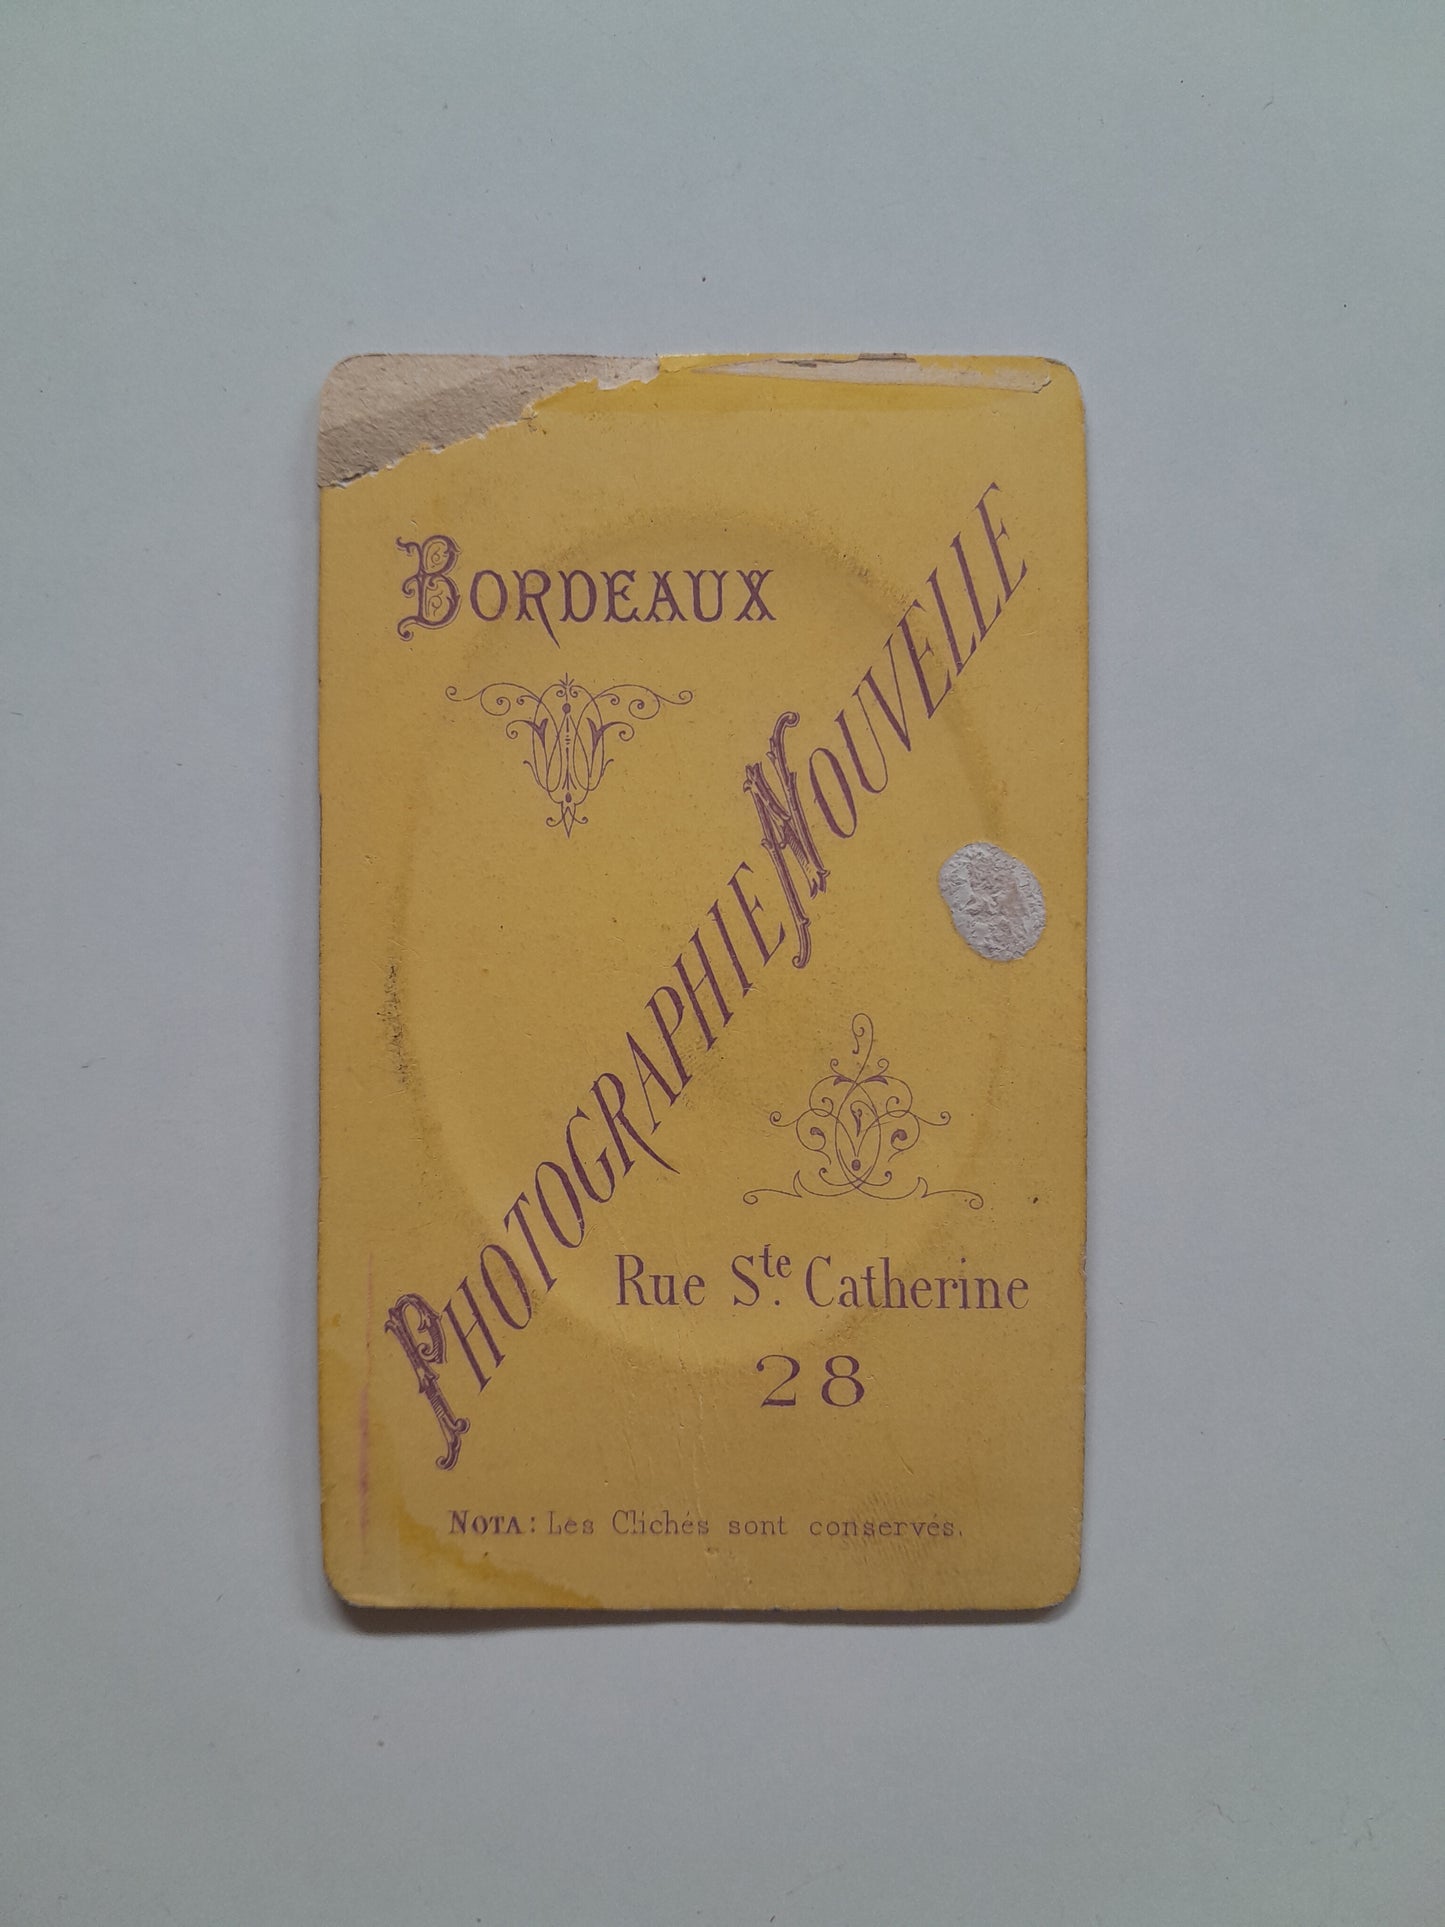 BORDEAUX
PHOTOGRAPHIE NOUVELLE
Rue Ste. Catherine
28
NOTA: Les Clichés sont conservés.